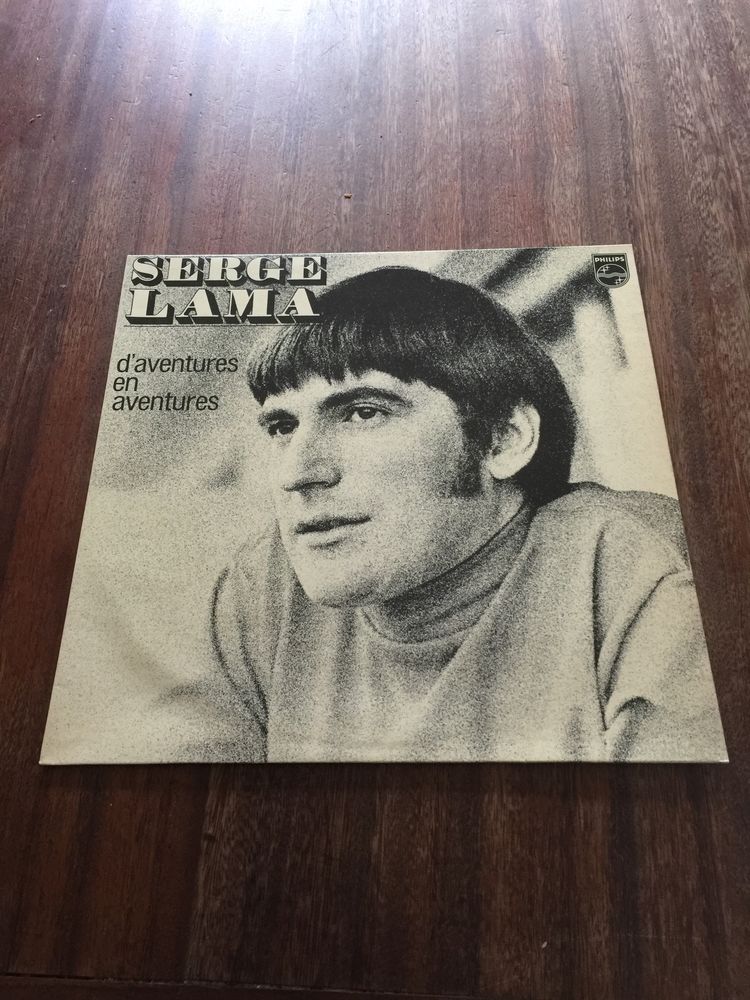 SERGE
LAMA
PHILIPS
d'aventures
en
aventures